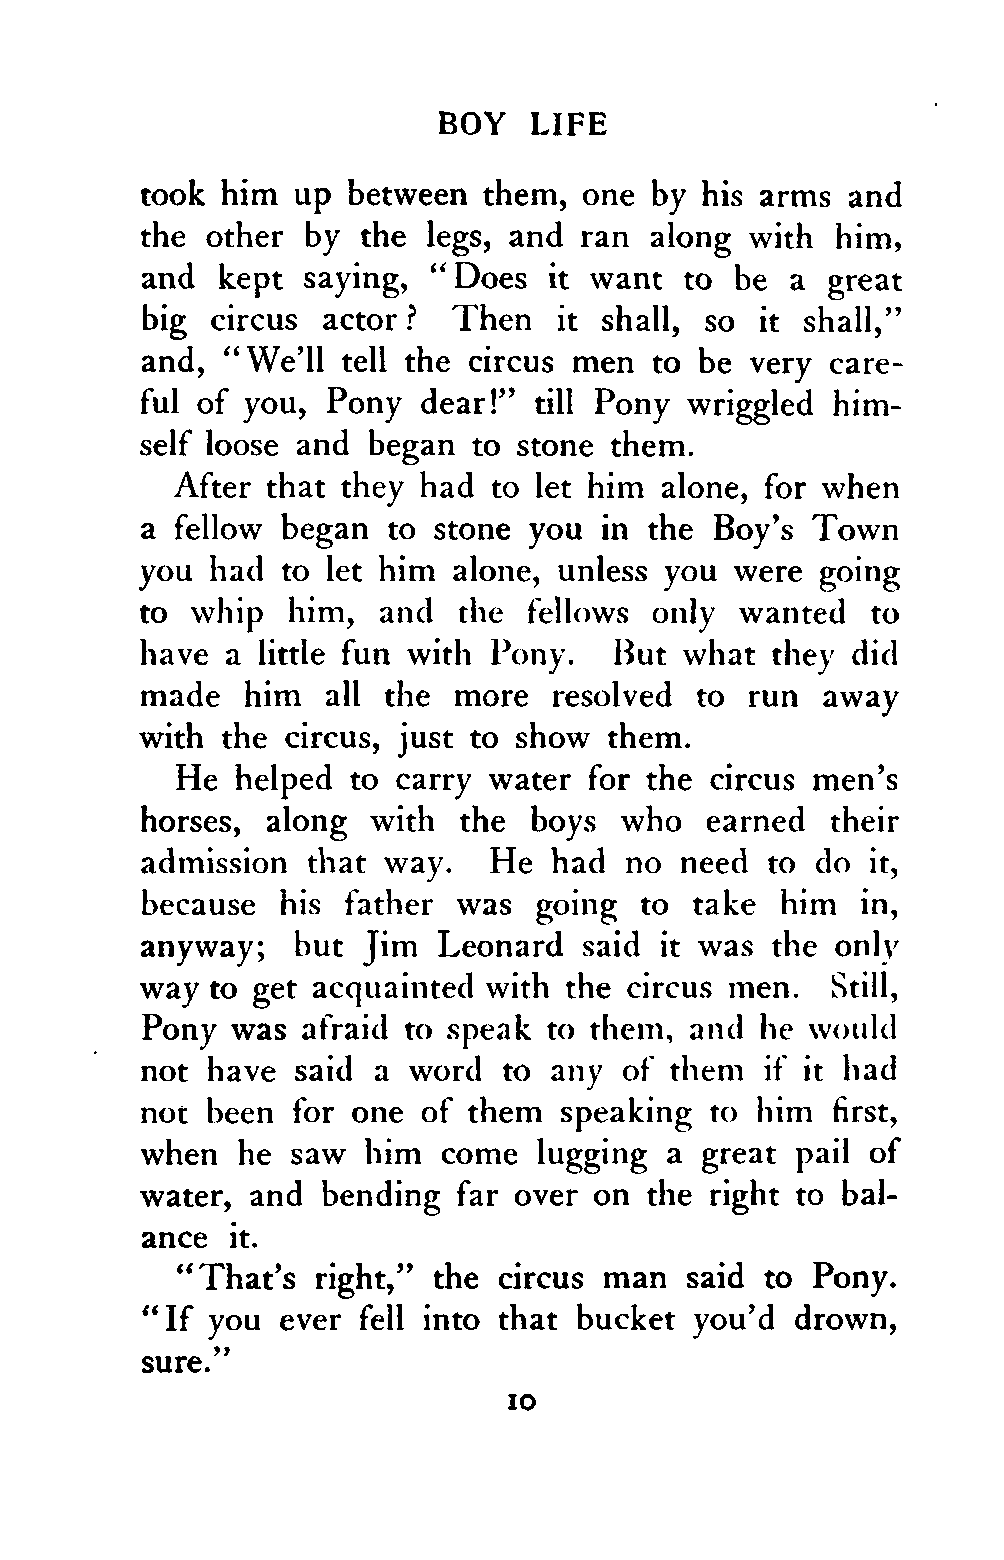 BOY LIFE
took him up between them, one by his arms and
the other by the legs, and ran along with him,
and kept saying, “Does it want to be a great
big circus actor? Then it shall, so it shall,”
and, “We’ll tell the circus men to be very care-
ful of you, Pony dear!” till Pony wriggled him-
self loose and began to stone them.
After that they had to let him alone, for when
a fellow began to stone you in the Boy’s Town
you had to let him alone, unless you were going
to whip him, and the fellows only wanted to
have a little fun with Pony. But what they did
made him all the more resolved to run away
with the circus, just to show them.
He helped to carry water for the circus men’s
horses, along with the boys who earned their
admission that way. He had no need to do it,
because his father was going to take him in,
anyway; but Jim Leonard said it was the only
way to get acquainted with the circus men. Still,
Pony was afraid to speak to them, and he would
not have said a word to any of them if it had
not been for one of them speaking to him first,
when he saw him come lugging a great pail of
water, and bending far over on the right to bal-
ance it.
“That’s right,” the circus man said to Pony.
“If you ever fell into that bucket you’d drown,
sure.”
10